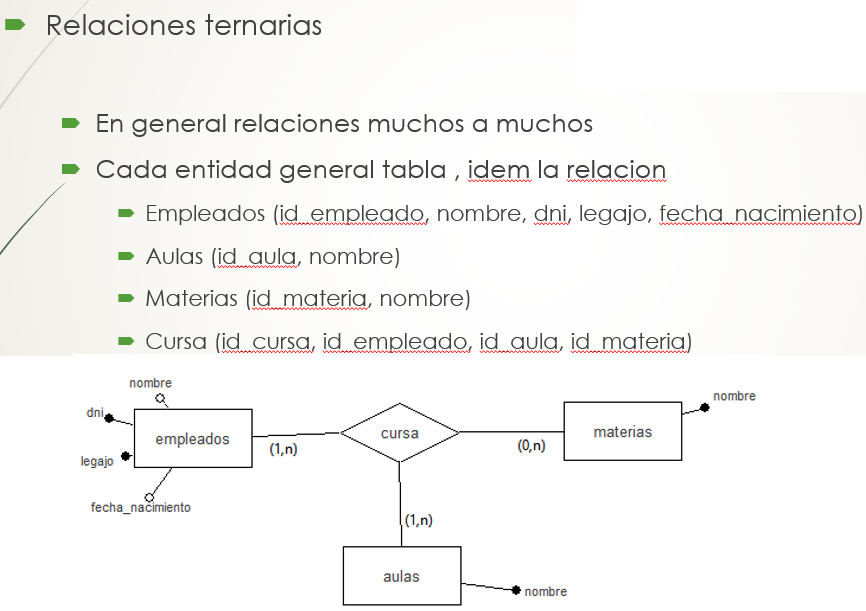 Relaciones ternarias
En general relaciones muchos a muchos
Cada entidad general tabla , idem la relacion
Empleados (id_empleado, nombre, dni, legajo, fecha_nacimiento)
Aulas (id_aula, nombre)
Materias (id_materia, nombre)
Cursa (id_cursa, id_empleado, id_aula, id_materia)
nombre
dni
legajo
fecha_nacimiento
empleados
(1,n)
cursa
(0,n)
materias
nombre
(1,n)
aulas
nombre